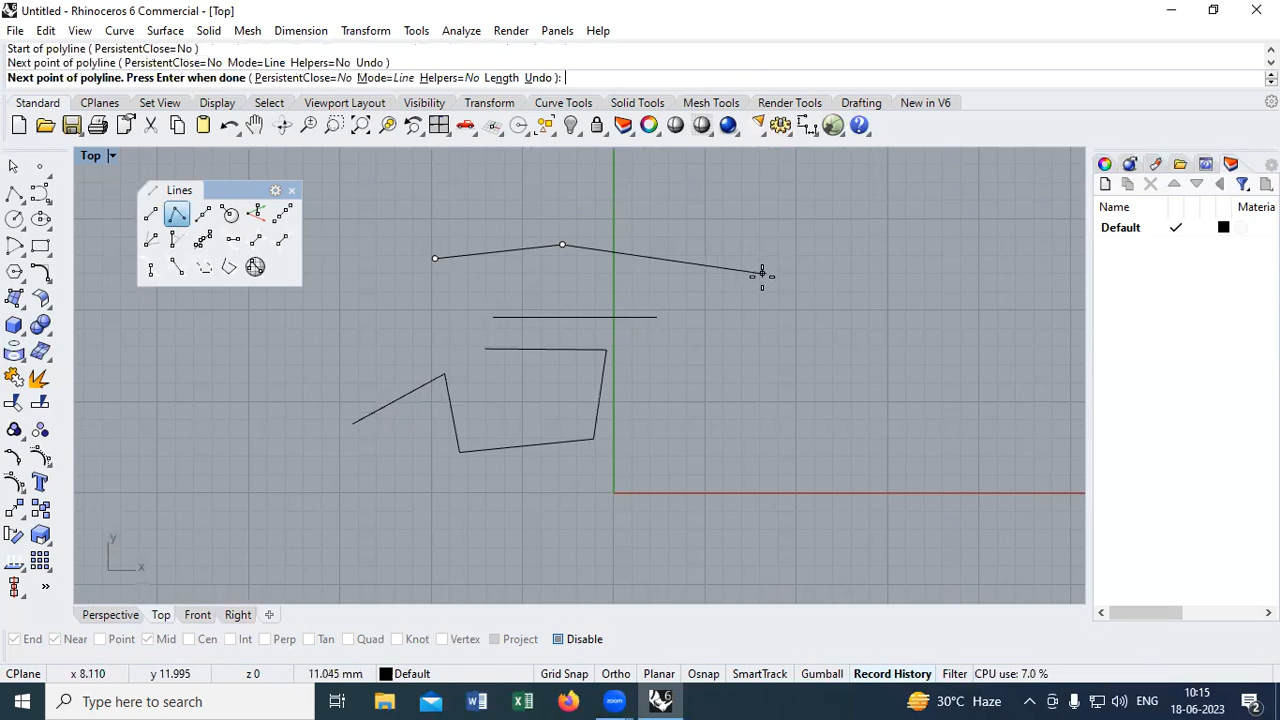 Untitled - Rhinoceros 6 Commercial - [Top]
File Edit View Curve Surface Solid Mesh Dimension Transform Tools Analyze Render Panels Help
Start of polyline ( PersistentClose=No )
Next point of polyline ( PersistentClose=No Mode=Line Helpers=No Undo )
Next point of polyline. Press Enter when done ( PersistentClose=No Mode=Line Helpers=No Length Undo ):
Standard CPlanes Set View Display Select Viewport Layout Visibility Transform Curve Tools Solid Tools Mesh Tools Render Tools Drafting New in V6
Top
Lines
Name Materia
Default
y
x
Perspective Top Front Right
End Near Point Mid Cen Int Perp Tan Quad Knot Vertex Project Disable
CPlane x 8.110 y 11.995 z 0 11.045 mm Default Grid Snap Ortho Planar Osnap SmartTrack Gumball Record History Filter CPU use: 7.0 %
Type here to search
zoom
6
30°C Haze
ENG
10:15
18-06-2023
2